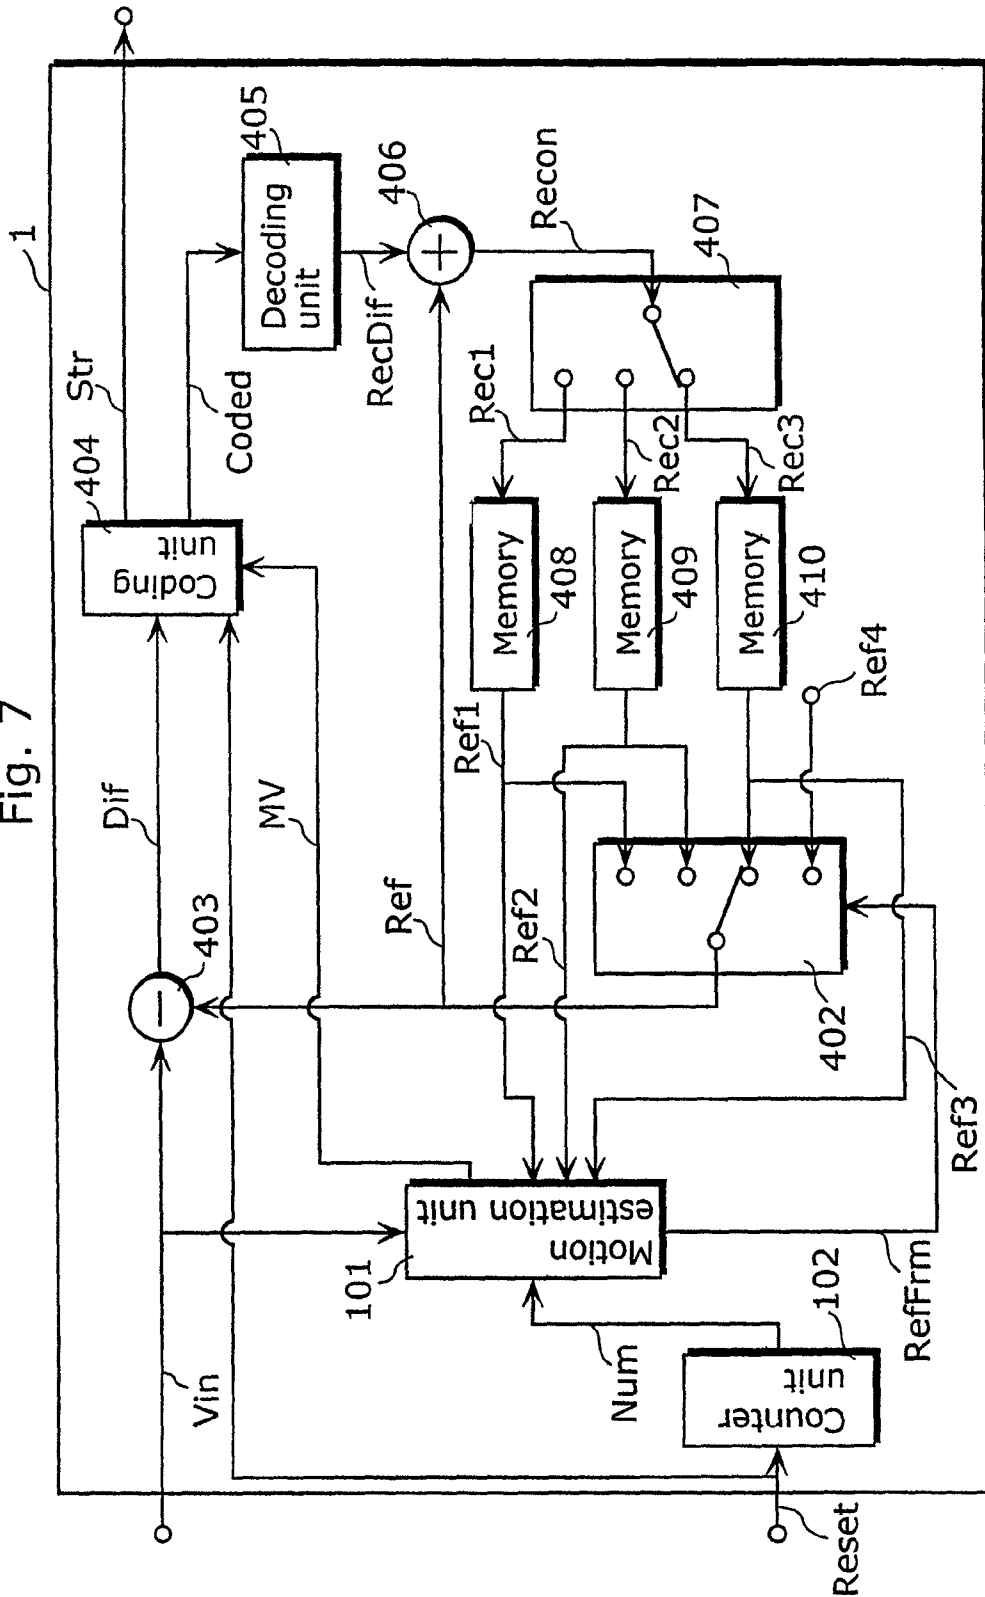 Fig. 7
1
Vin
Dif
403
Str
404
Coding
unit
Coded
405
Decoding
unit
MV
RecDif
406
Ref
Recon
101
Motion
estimation unit
Ref1
Rec1
Memory
408
407
Ref2
Memory
409
Rec2
Num
402
Memory
410
Rec3
Counter
unit
102
Ref4
Reset
RefFrm
Ref3